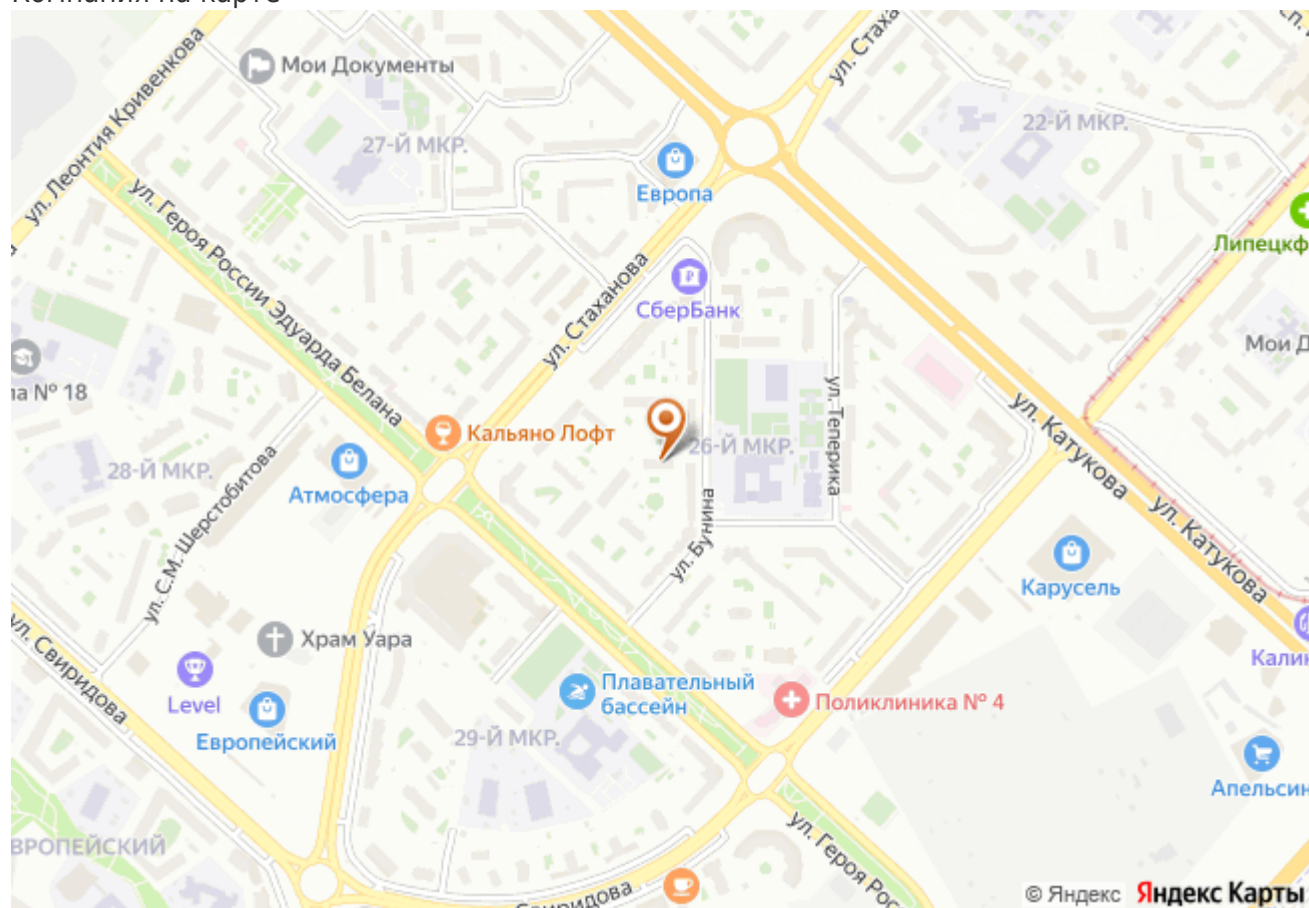 Компания на карте
Мои Документы
ул. Стаха
27-Й МКР.
22-Й МКР.
ул. Леонтия Кривенкова
Европа
Липецкф
ул. Героя России Эдуарда Белана
ул. Стаханова
СберБанк
Мои Д
ла № 18
ул. Теперика
ул. Катукова
Кальяно Лофт
26-Й МКР.
28-Й МКР.
Атмосфера
ул. С.М. Шерстобитова
ул. Бунина
ул. Катукова
Карусель
Храм Уара
ул. Свиридова
Калин
Level
Плавательный
бассейн
Поликлиника № 4
Европейский
29-Й МКР.
Апельсин
ВРОПЕЙСКИЙ
ул. Героя Рос
Свиридова
© Яндекс Яндекс Карты